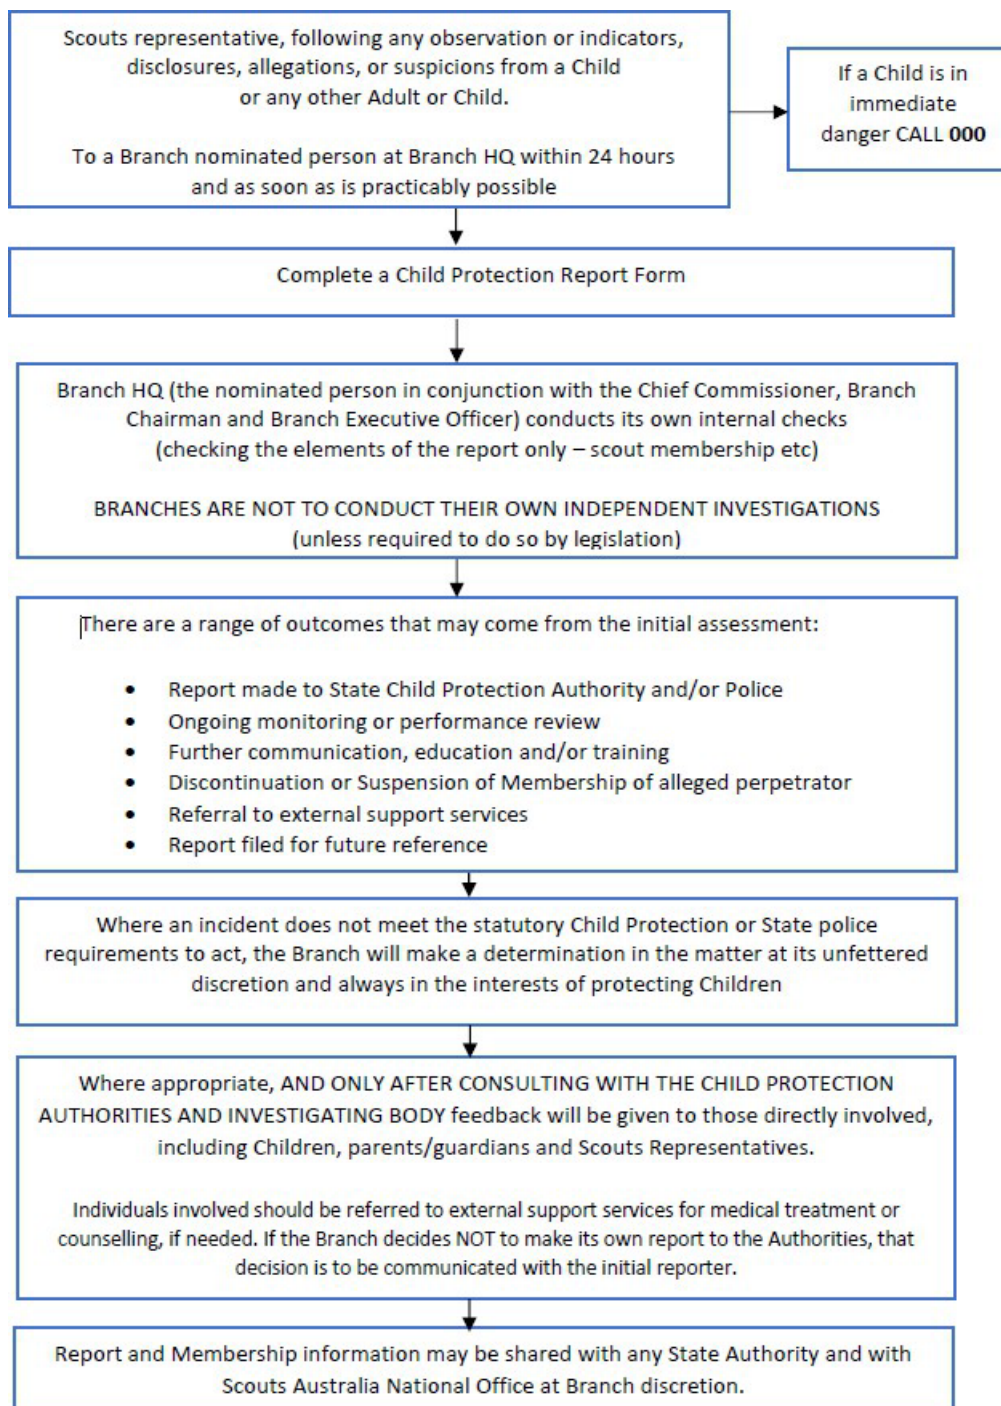 Scouts representative, following any observation or indicators,
disclosures, allegations, or suspicions from a Child
or any other Adult or Child.
To a Branch nominated person at Branch HQ within 24 hours
and as soon as is practicably possible
If a Child is in
immediate
danger CALL 000
Complete a Child Protection Report Form
Branch HQ (the nominated person in conjunction with the Chief Commissioner, Branch
Chairman and Branch Executive Officer) conducts its own internal checks
(checking the elements of the report only – scout membership etc)
BRANCHES ARE NOT TO CONDUCT THEIR OWN INDEPENDENT INVESTIGATIONS
(unless required to do so by legislation)
There are a range of outcomes that may come from the initial assessment:
• Report made to State Child Protection Authority and/or Police
• Ongoing monitoring or performance review
• Further communication, education and/or training
• Discontinuation or Suspension of Membership of alleged perpetrator
• Referral to external support services
• Report filed for future reference
Where an incident does not meet the statutory Child Protection or State police
requirements to act, the Branch will make a determination in the matter at its unfettered
discretion and always in the interests of protecting Children
Where appropriate, AND ONLY AFTER CONSULTING WITH THE CHILD PROTECTION
AUTHORITIES AND INVESTIGATING BODY feedback will be given to those directly involved,
including Children, parents/guardians and Scouts Representatives.
Individuals involved should be referred to external support services for medical treatment or
counselling, if needed. If the Branch decides NOT to make its own report to the Authorities, that
decision is to be communicated with the initial reporter.
Report and Membership information may be shared with any State Authority and with
Scouts Australia National Office at Branch discretion.